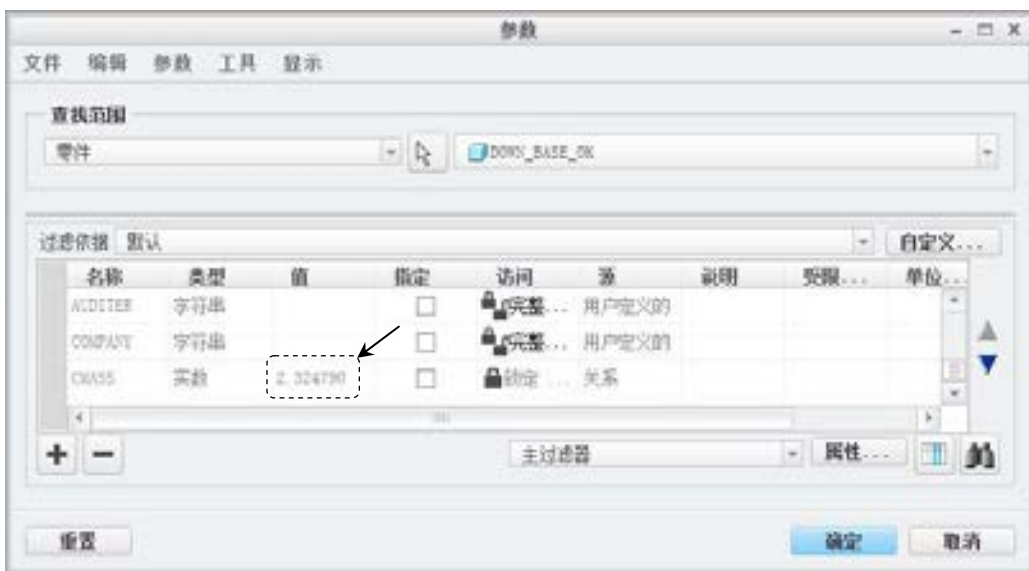 参数
文件 编辑 参数 工具 显示
查找范围
零件 DOWN_BASE_OK
过滤依据 默认 自定义...
名称 类型 值 指定 访问 源 说明 受限... 单位...
AUDITER 字符串 完整... 用户定义的
COMPANY 字符串 完整... 用户定义的
CMASS 实数 2.324790 锁定... 关系
主过滤器 属性...
重置 确定 取消